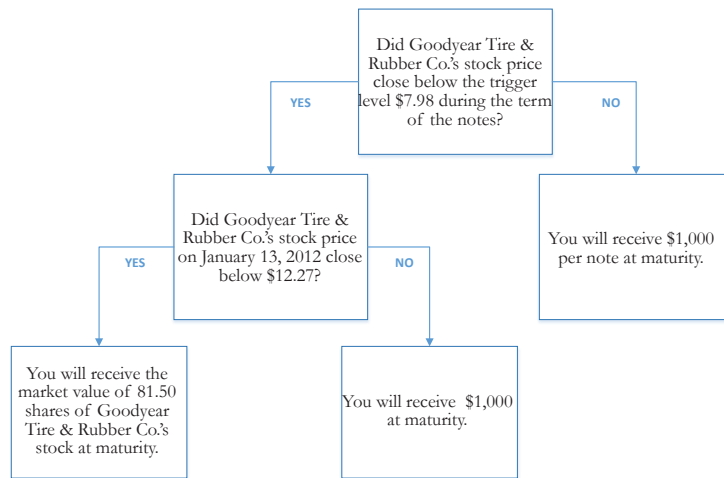 Did Goodyear Tire &
Rubber Co.'s stock price
close below the trigger
level $7.98 during the term
of the notes?
YES
NO
Did Goodyear Tire &
Rubber Co.'s stock price
on January 13, 2012 close
below $12.27?
You will receive $1,000
per note at maturity.
YES
NO
You will receive the
market value of 81.50
shares of Goodyear
Tire & Rubber Co.'s
stock at maturity.
You will receive $1,000
at maturity.